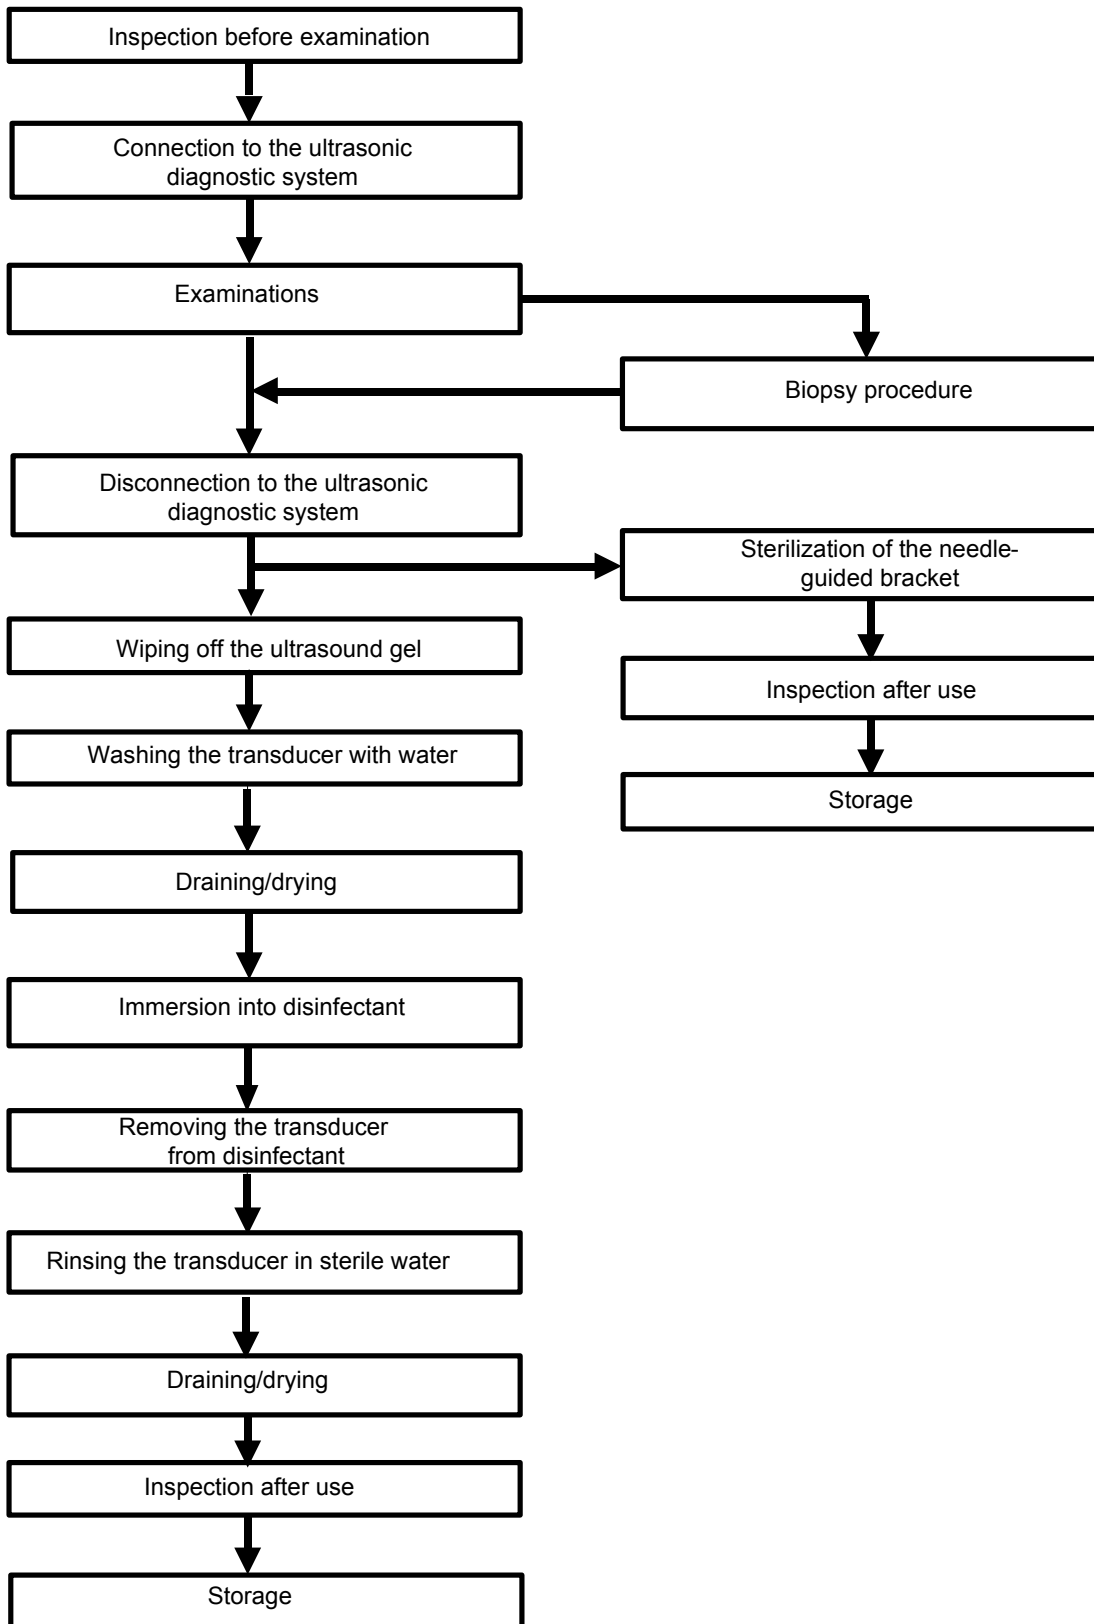 Inspection before examination
Connection to the ultrasonic
diagnostic system
Examinations
Biopsy procedure
Disconnection to the ultrasonic
diagnostic system
Sterilization of the needle-
guided bracket
Wiping off the ultrasound gel
Inspection after use
Washing the transducer with water
Storage
Draining/drying
Immersion into disinfectant
Removing the transducer
from disinfectant
Rinsing the transducer in sterile water
Draining/drying
Inspection after use
Storage